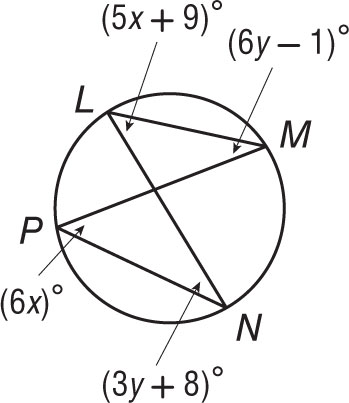 (5x + 9)°
(6y – 1)°
L
M
P
(6x)°
N
(3y + 8)°